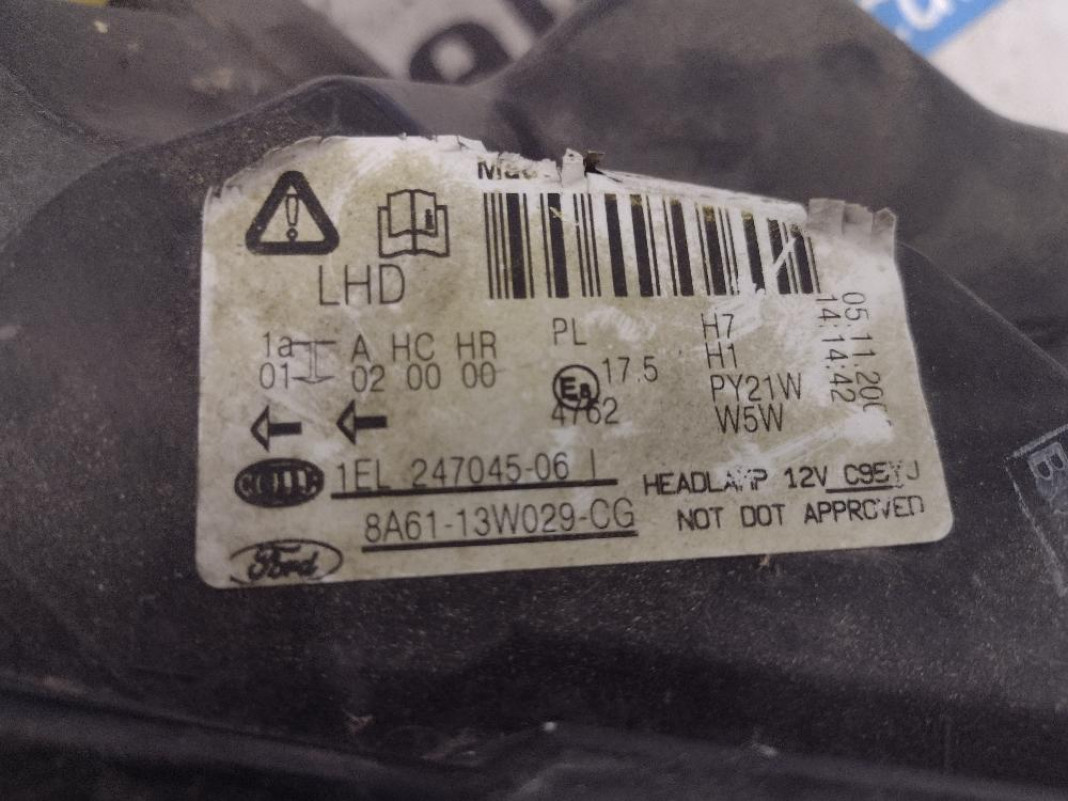 LHD
1a A HC HR
01 02 00 00
PL
E8 17.5
4762
H7
H1
PY21W
W5W
05.11.200
14:14:42
1EL 247045-06 I
8A61-13W029-CG
HEADLAMP 12V
NOT DOT APPROVED
Ford